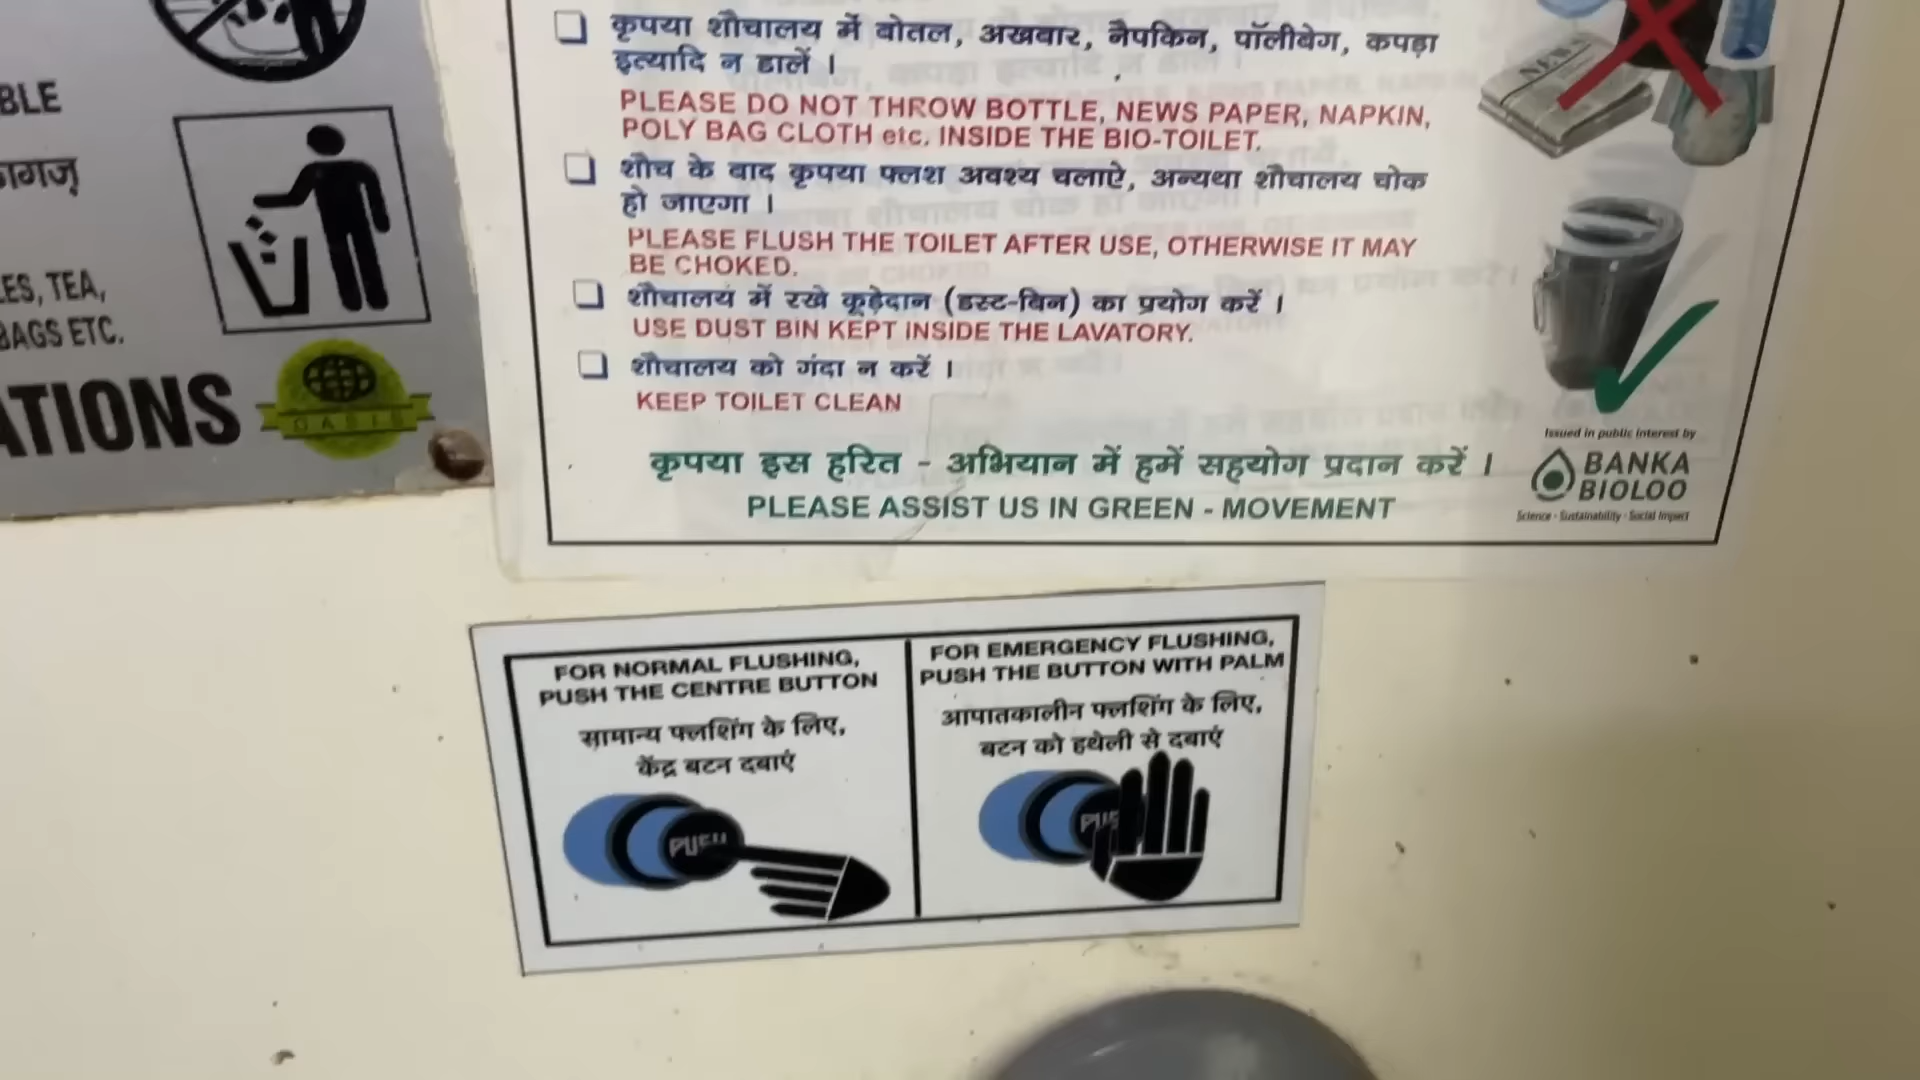 BLE
ागज़
ES, TEA,
BAGS ETC.
ATIONS
OASIS
कृपया शौचालय में बोतल, अखबार, नैपकिन, पॉलीबेग, कपड़ा
इत्यादि न डालें ।
PLEASE DO NOT THROW BOTTLE, NEWS PAPER, NAPKIN,
POLY BAG CLOTH etc. INSIDE THE BIO-TOILET.
शौच के बाद कृपया फ्लश अवश्य चलाऐ, अन्यथा शौचालय चोक
हो जाएगा ।
PLEASE FLUSH THE TOILET AFTER USE, OTHERWISE IT MAY
BE CHOKED.
शौचालय में रखे कूड़ेदान (डस्ट-बिन) का प्रयोग करें ।
USE DUST BIN KEPT INSIDE THE LAVATORY.
शौचालय को गंदा न करें ।
KEEP TOILET CLEAN
कृपया इस हरित - अभियान में हमें सहयोग प्रदान करें ।
PLEASE ASSIST US IN GREEN - MOVEMENT
NEWS
Issued in public interest by
BANKA
BIOLOO
Science - Sustainability - Social Impact
FOR NORMAL FLUSHING,
PUSH THE CENTRE BUTTON
सामान्य फ्लशिंग के लिए,
केंद्र बटन दबाएं
PUSH
FOR EMERGENCY FLUSHING,
PUSH THE BUTTON WITH PALM
आपातकालीन फ्लशिंग के लिए,
बटन को हथेली से दबाएं
PUS